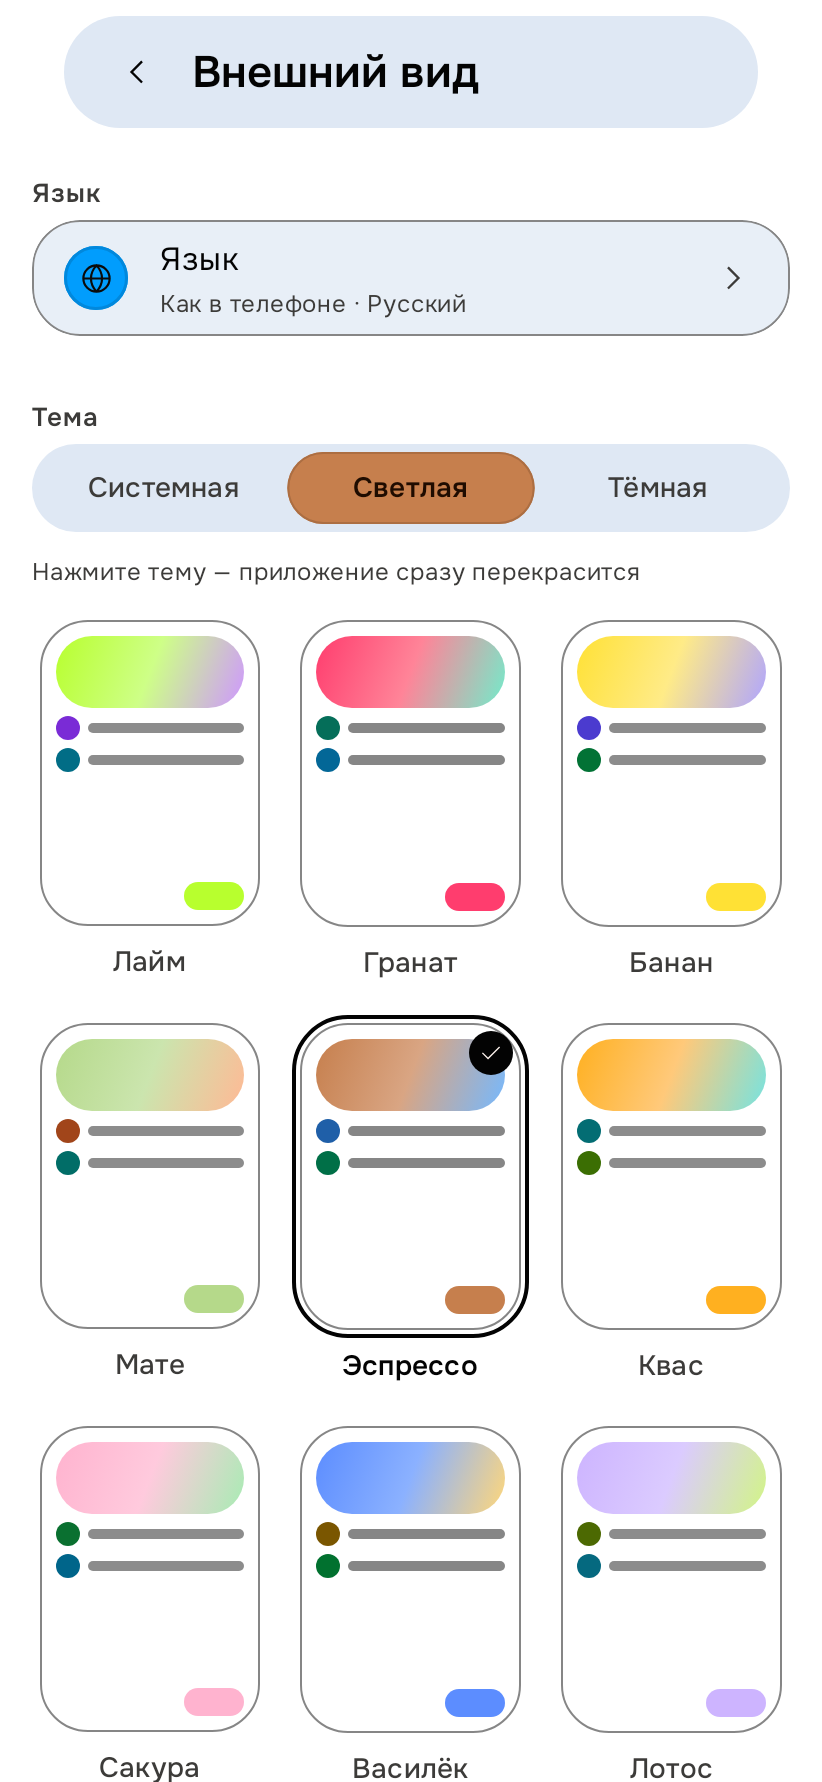 Внешний вид
Язык
Язык
Как в телефоне · Русский
Тема
Системная
Светлая
Тёмная
Нажмите тему — приложение сразу перекрасится
Лайм
Гранат
Банан
Мате
Эспрессо
Квас
Сакура
Василёк
Лотос